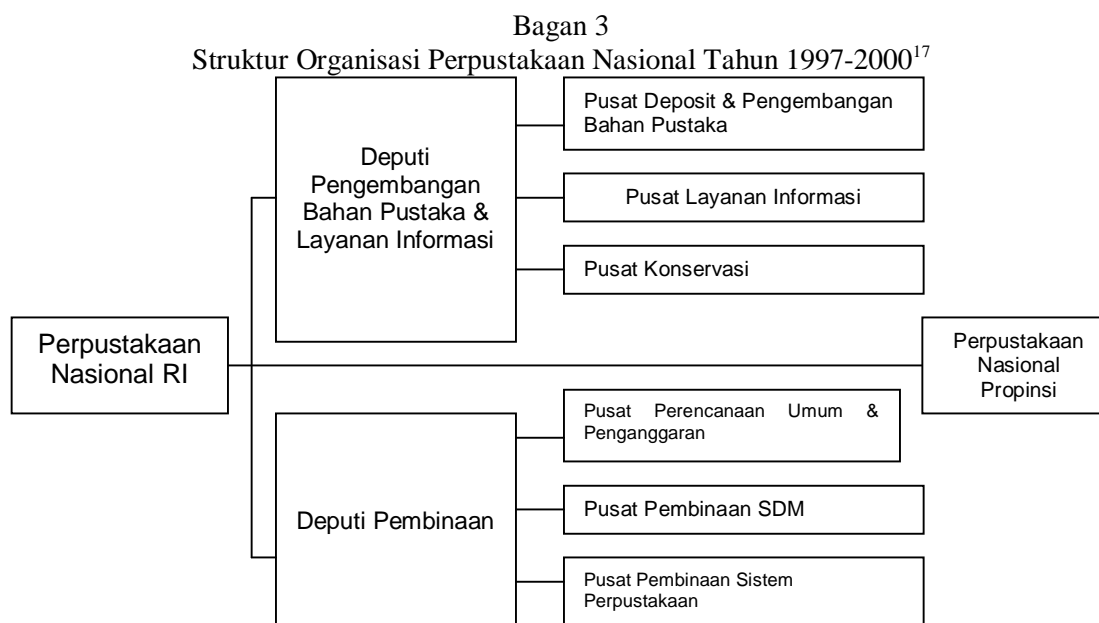 Bagan 3
Struktur Organisasi Perpustakaan Nasional Tahun 1997-2000¹⁷
Deputi
Pengembangan
Bahan Pustaka &
Layanan Informasi
Pusat Deposit & Pengembangan
Bahan Pustaka
Pusat Layanan Informasi
Pusat Konservasi
Perpustakaan
Nasional RI
Perpustakaan
Nasional
Propinsi
Deputi Pembinaan
Pusat Perencanaan Umum &
Penganggaran
Pusat Pembinaan SDM
Pusat Pembinaan Sistem
Perpustakaan